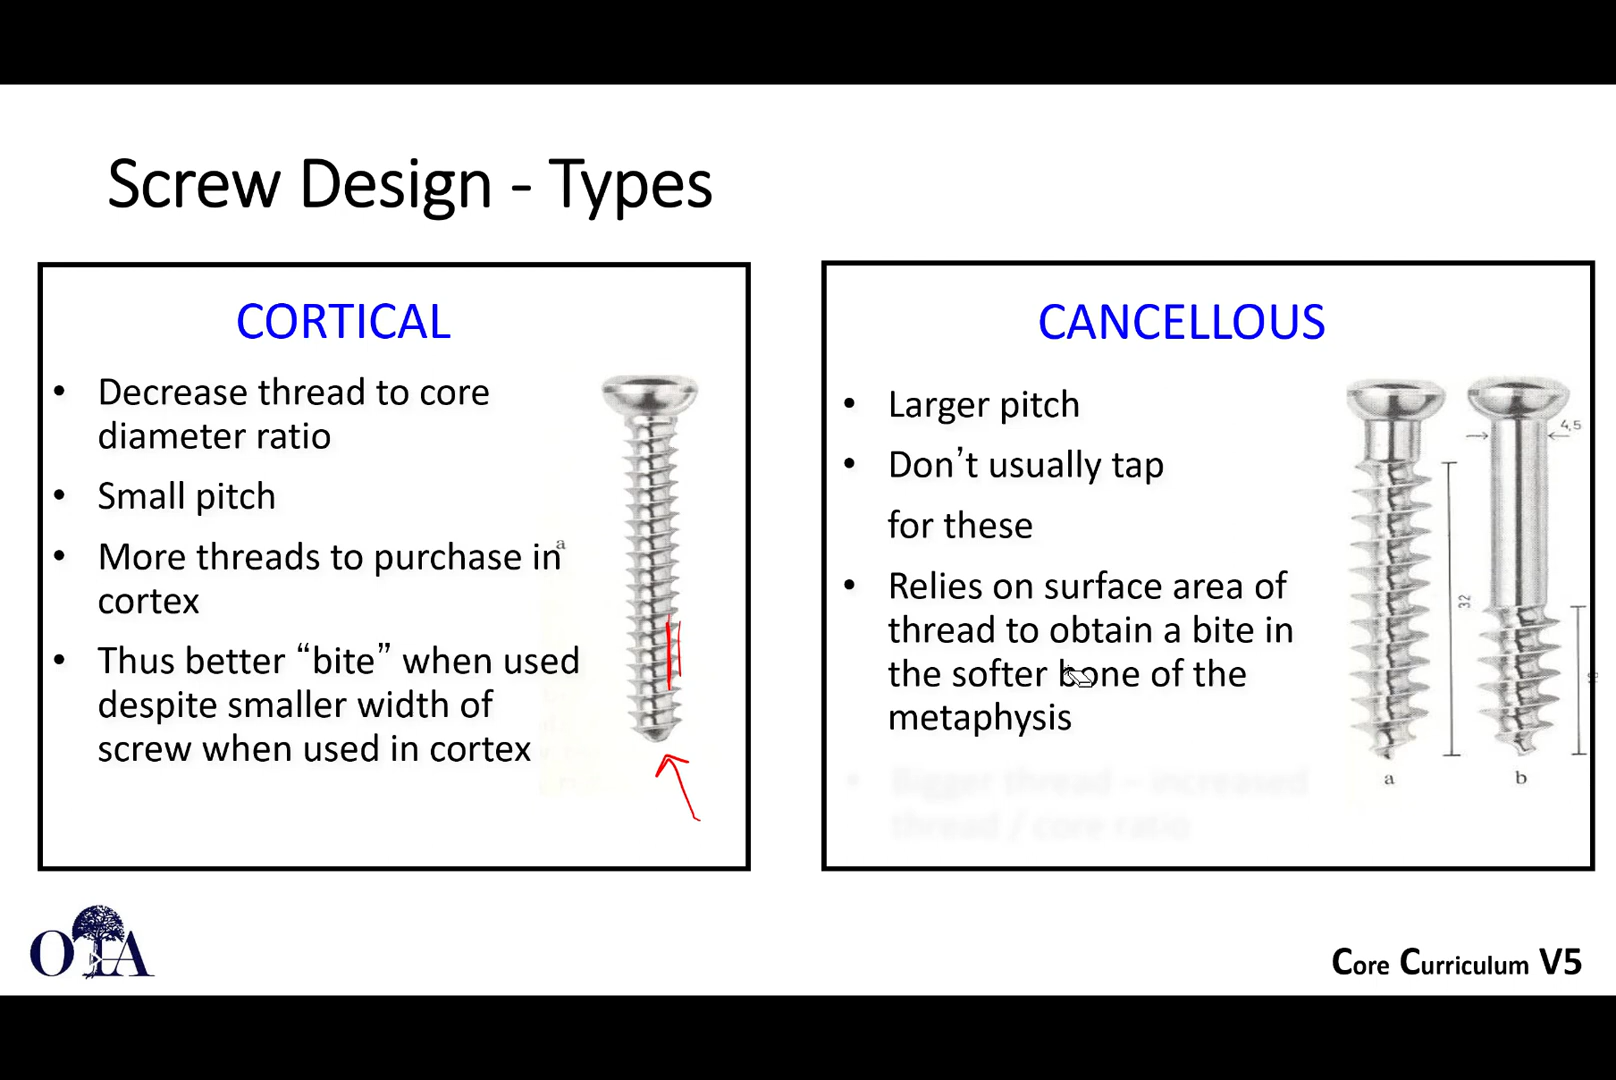 Screw Design - Types
CORTICAL
• Decrease thread to core
diameter ratio
• Small pitch
• More threads to purchase in
cortex
• Thus better “bite” when used
despite smaller width of
screw when used in cortex
a
CANCELLOUS
• Larger pitch
• Don’t usually tap
for these
• Relies on surface area of
thread to obtain a bite in
the softer bone of the
metaphysis
• Bigger thread – increased
thread / core ratio
4,5
32
a
b
OTA
Core Curriculum V5